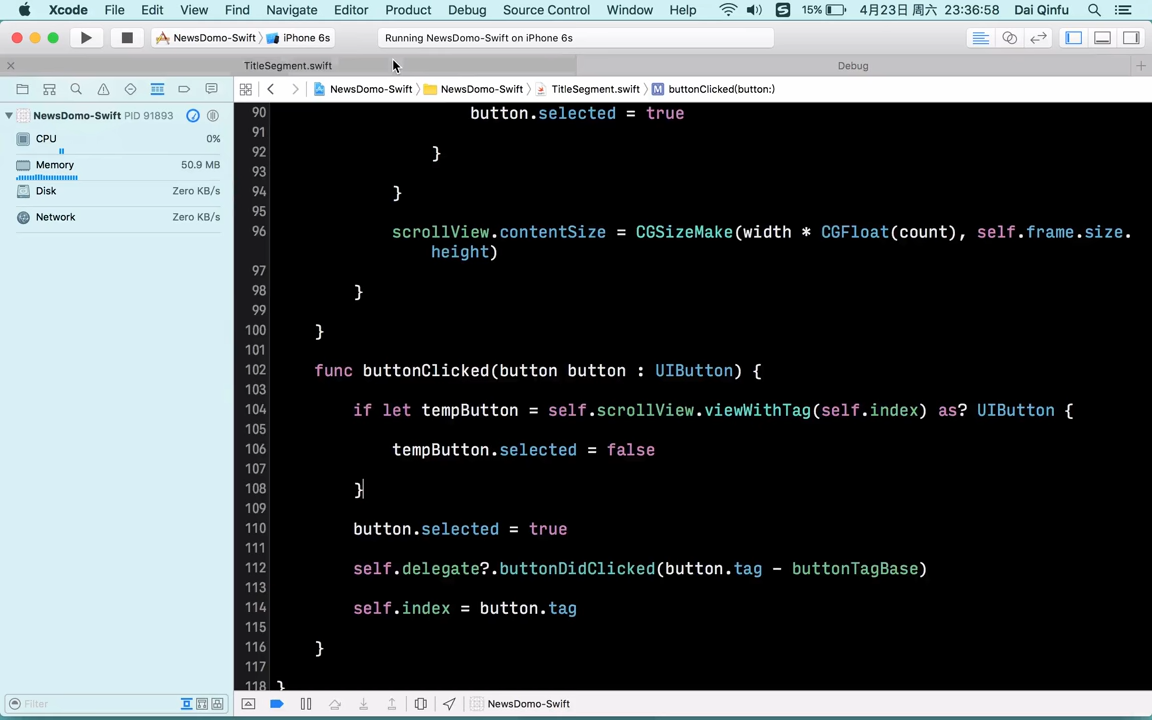 Xcode File Edit View Find Navigate Editor Product Debug Source Control Window Help 15% 4月23日 周六 23:36:58 Dai Qinfu
NewsDomo-Swift iPhone 6s Running NewsDomo-Swift on iPhone 6s
TitleSegment.swift Debug
NewsDomo-Swift NewsDomo-Swift TitleSegment.swift M buttonClicked(button:)
NewsDomo-Swift PID 91893
CPU 0%
Memory 50.9 MB
Disk Zero KB/s
Network Zero KB/s
90 button.selected = true
91
92 }
93
94 }
95
96 scrollView.contentSize = CGSizeMake(width * CGFloat(count), self.frame.size.
height)
97
98 }
99
100 }
101
102 func buttonClicked(button button : UIButton) {
103
104 if let tempButton = self.scrollView.viewWithTag(self.index) as? UIButton {
105
106 tempButton.selected = false
107
108 }
109
110 button.selected = true
111
112 self.delegate?.buttonDidClicked(button.tag - buttonTagBase)
113
114 self.index = button.tag
115
116 }
117
118 }
Filter NewsDomo-Swift